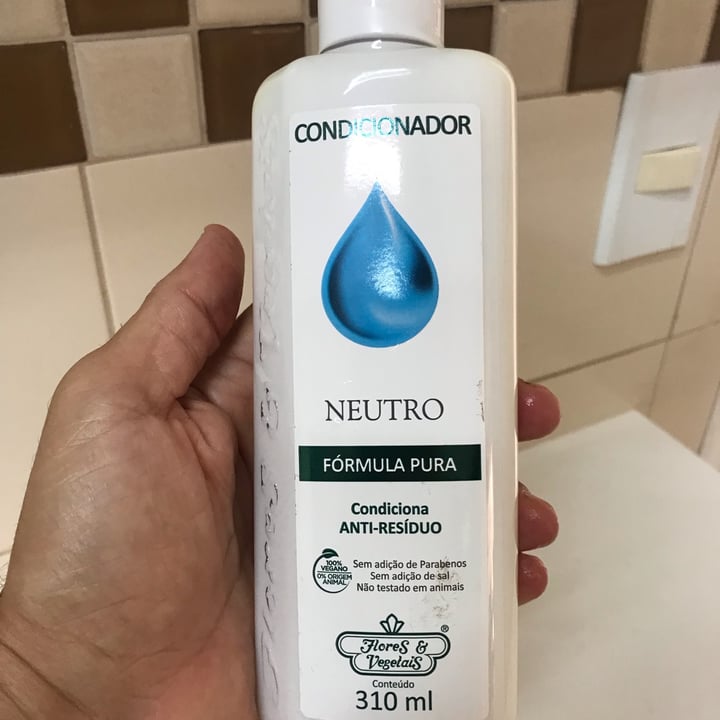 CONDICIONADOR
NEUTRO
FÓRMULA PURA
Condiciona
ANTI-RESÍDUO
100%
VEGANO
0% ORIGEM
ANIMAL
Sem adição de Parabenos
Sem adição de sal
Não testado em animais
Flores &
Vegetais
®
Conteúdo
310 ml